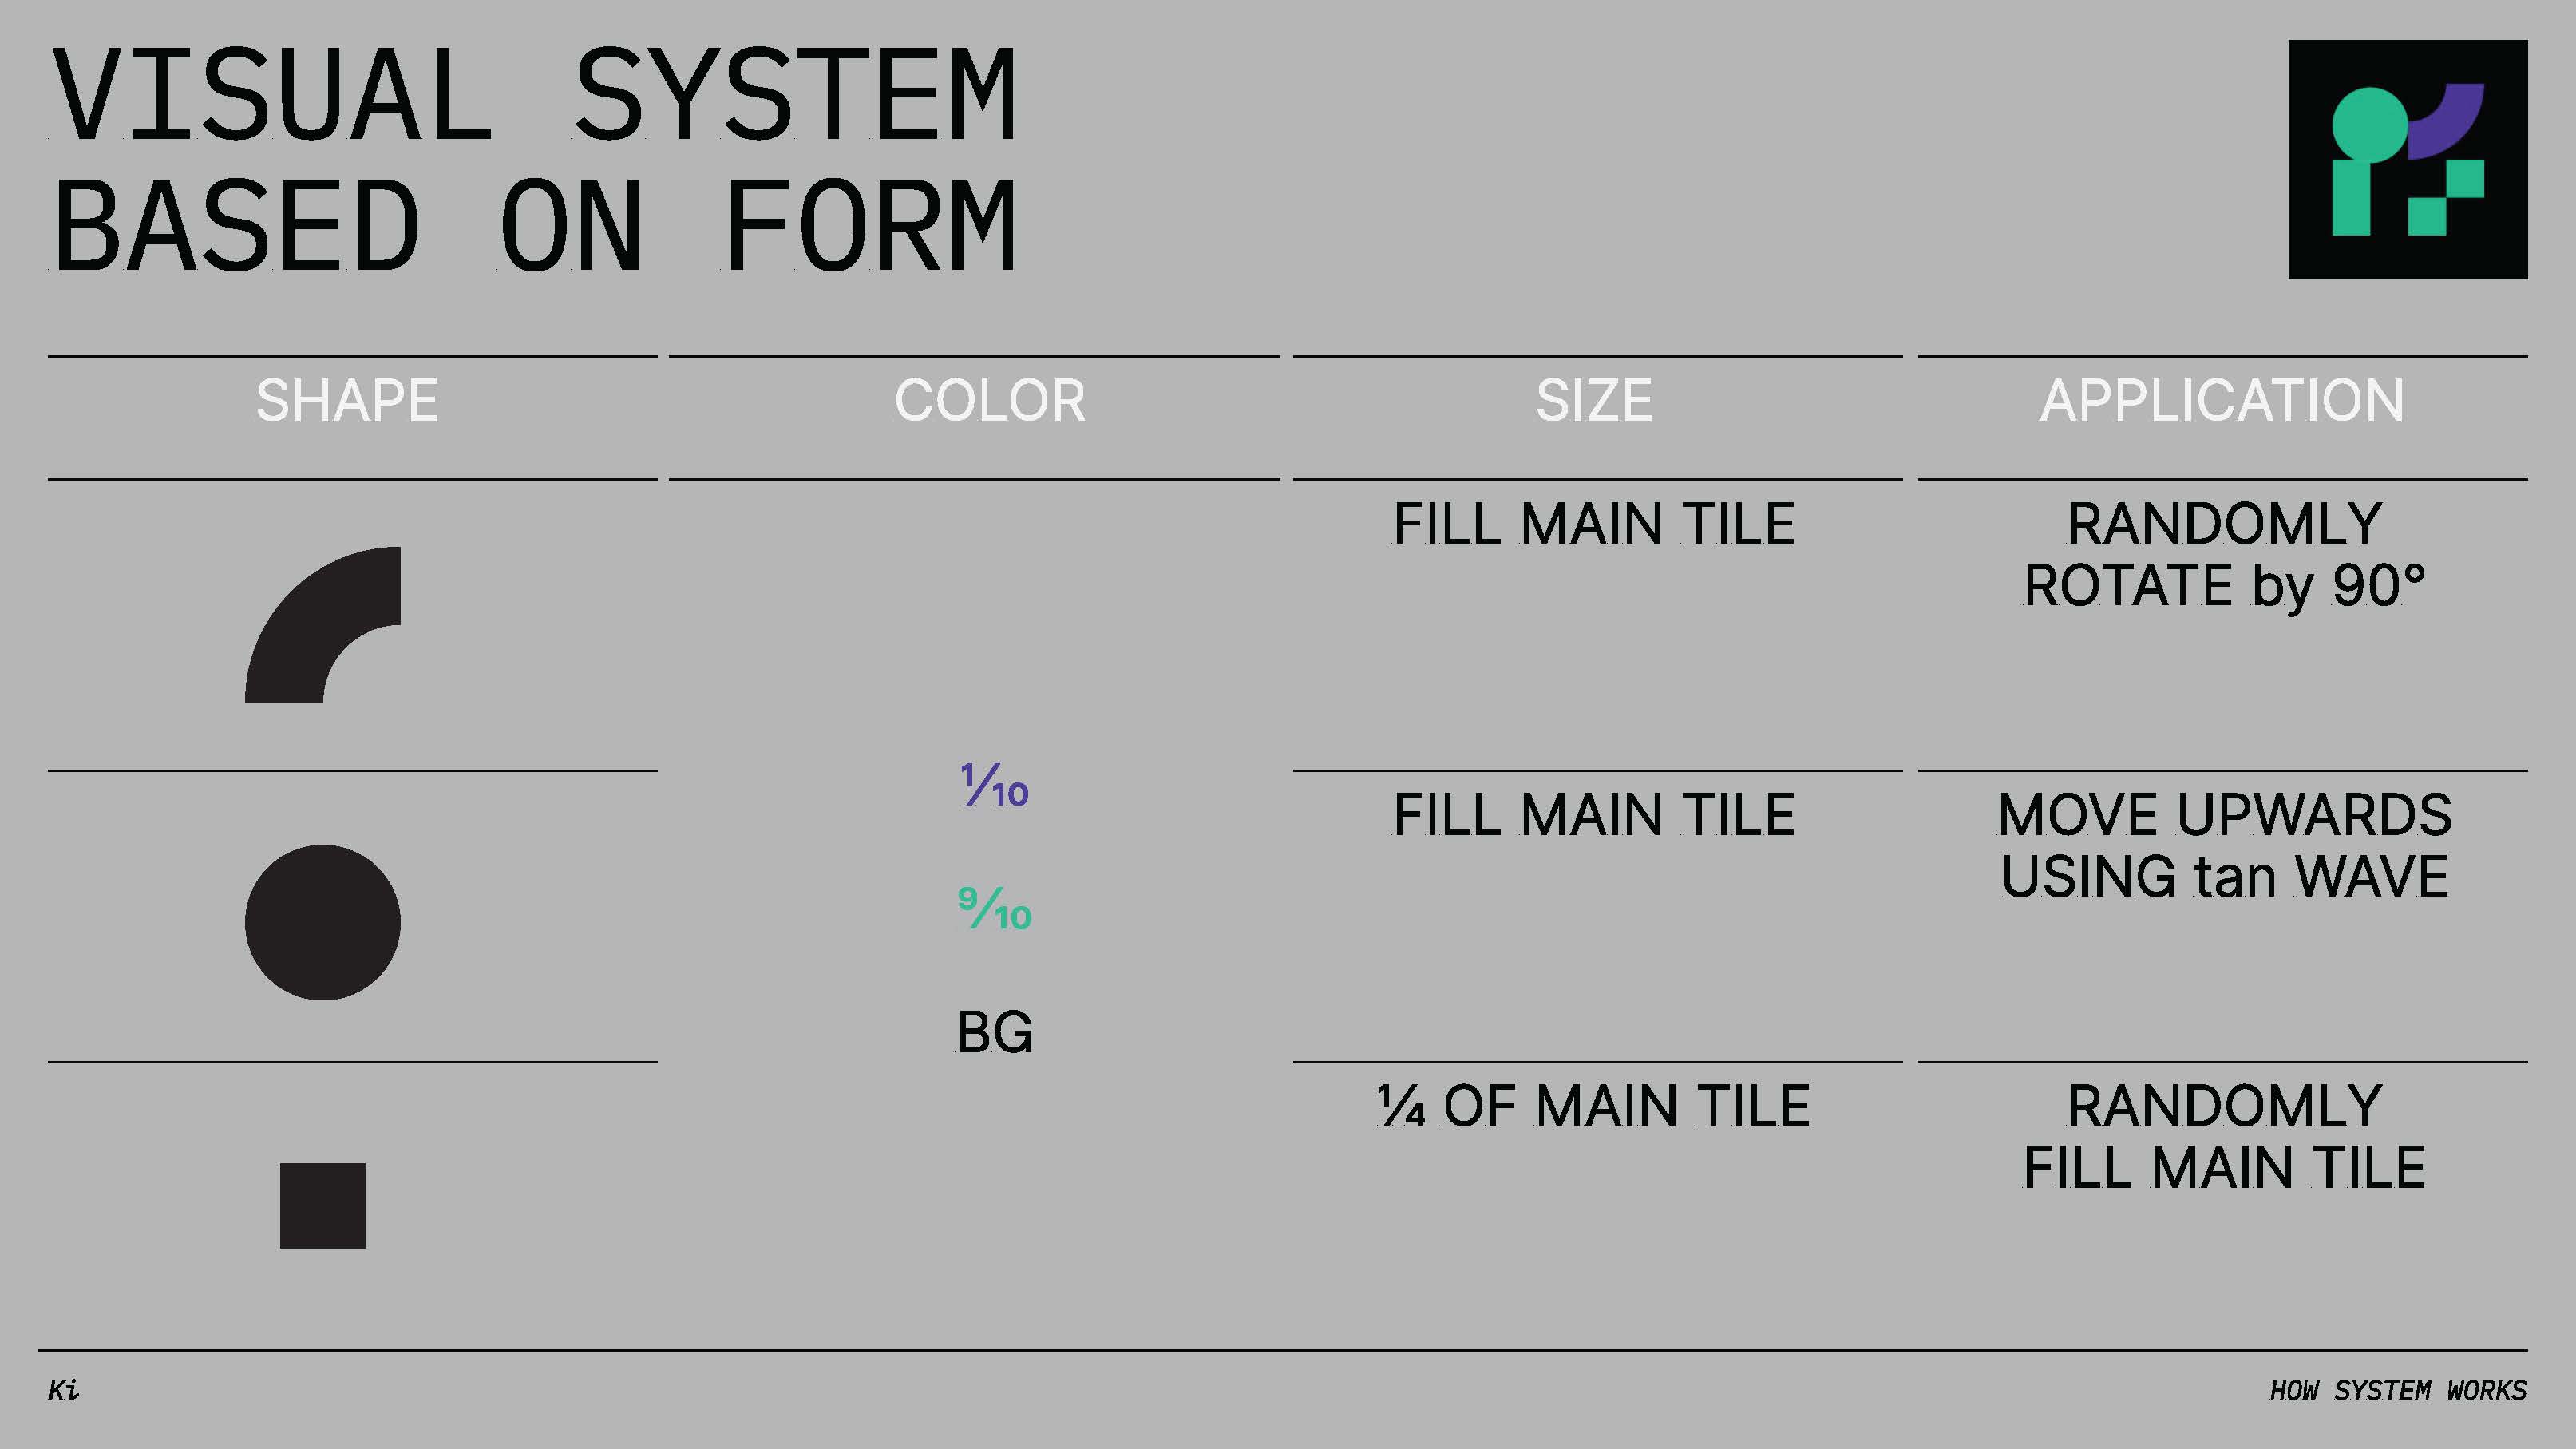 VISUAL SYSTEM
BASED ON FORM
SHAPE
COLOR
SIZE
APPLICATION
FILL MAIN TILE
RANDOMLY
ROTATE by 90°
1⁄10
9⁄10
BG
FILL MAIN TILE
MOVE UPWARDS
USING tan WAVE
¼ OF MAIN TILE
RANDOMLY
FILL MAIN TILE
Ki
HOW SYSTEM WORKS